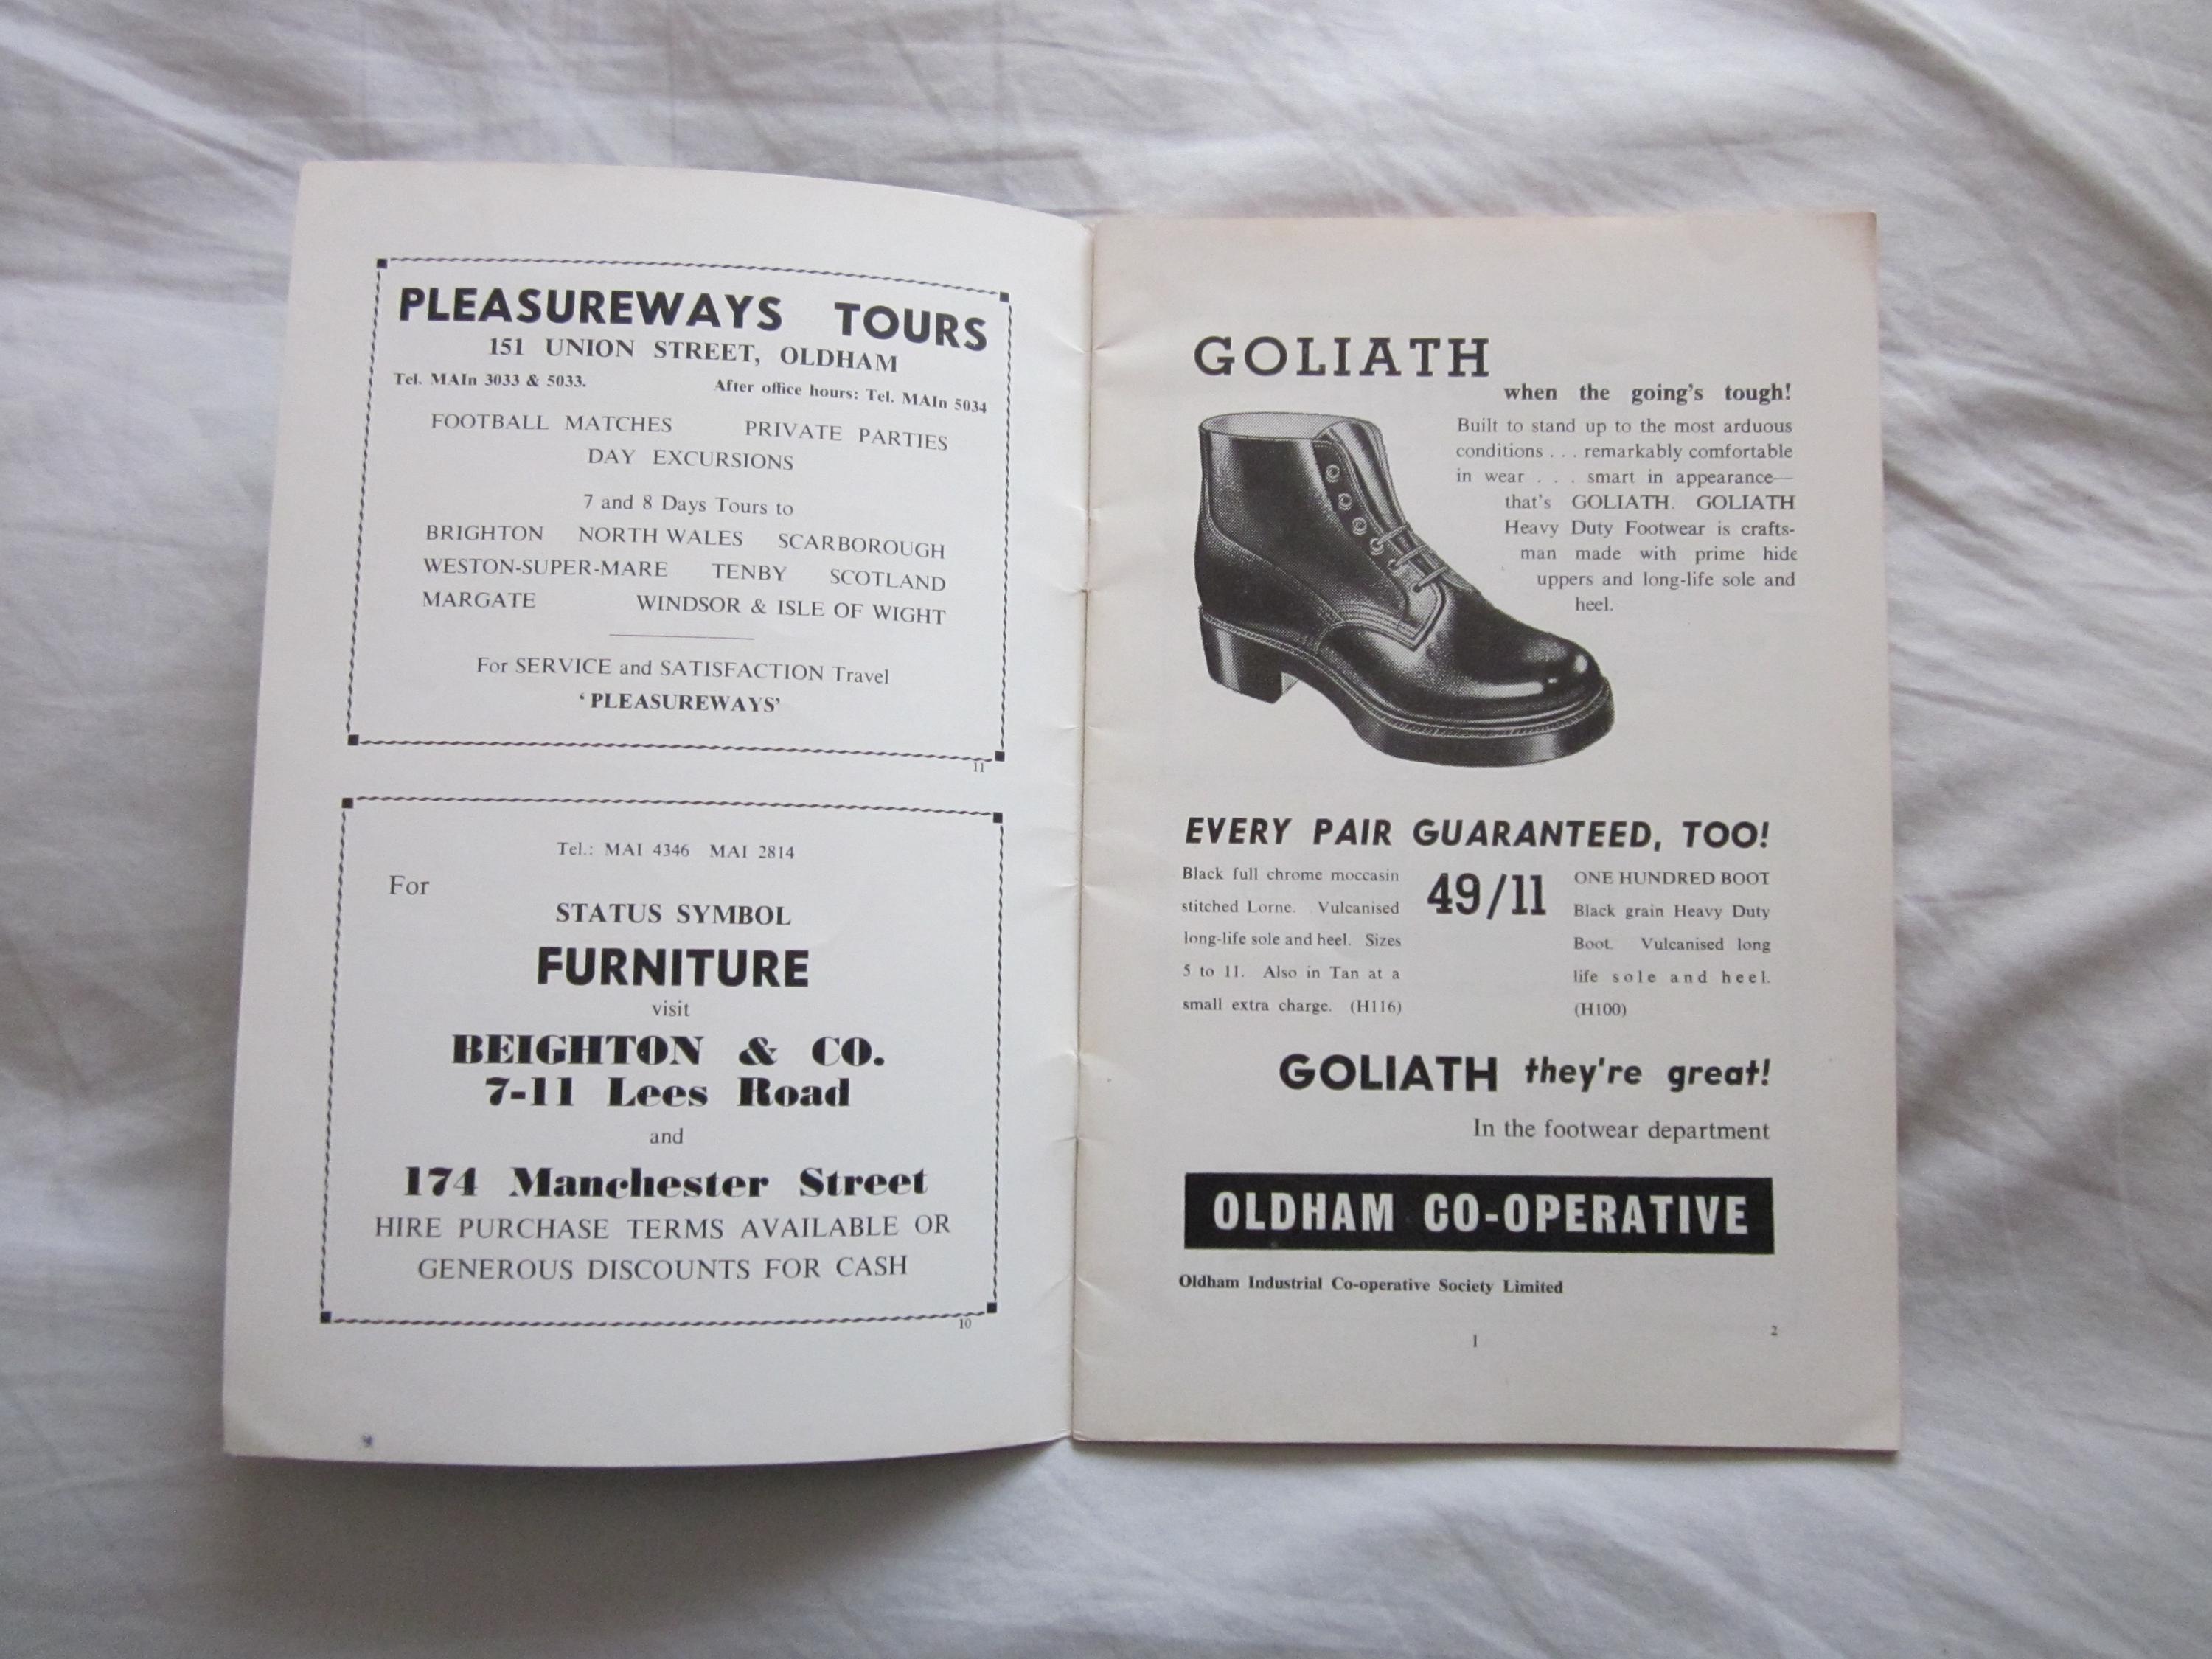 PLEASUREWAYS TOURS
151 UNION STREET, OLDHAM
Tel. MAIn 3033 & 5033. After office hours: Tel. MAIn 5034
FOOTBALL MATCHES PRIVATE PARTIES
DAY EXCURSIONS
7 and 8 Days Tours to
BRIGHTON NORTH WALES SCARBOROUGH
WESTON-SUPER-MARE TENBY SCOTLAND
MARGATE WINDSOR & ISLE OF WIGHT
For SERVICE and SATISFACTION Travel
‘PLEASUREWAYS’
11
Tel.: MAI 4346 MAI 2814
For
STATUS SYMBOL
FURNITURE
visit
BEIGHTON & CO.
7-11 Lees Road
and
174 Manchester Street
HIRE PURCHASE TERMS AVAILABLE OR
GENEROUS DISCOUNTS FOR CASH
10
GOLIATH
when the going's tough!
Built to stand up to the most arduous
conditions . . . remarkably comfortable
in wear . . . smart in appearance—
that's GOLIATH. GOLIATH
Heavy Duty Footwear is crafts-
man made with prime hide
uppers and long-life sole and
heel.
EVERY PAIR GUARANTEED, TOO!
Black full chrome moccasin
stitched Lorne. Vulcanised
long-life sole and heel. Sizes
5 to 11. Also in Tan at a
small extra charge. (H116)
49/11
ONE HUNDRED BOOT
Black grain Heavy Duty
Boot. Vulcanised long
life sole and heel.
(H100)
GOLIATH they're great!
In the footwear department
OLDHAM CO-OPERATIVE
Oldham Industrial Co-operative Society Limited
1
2